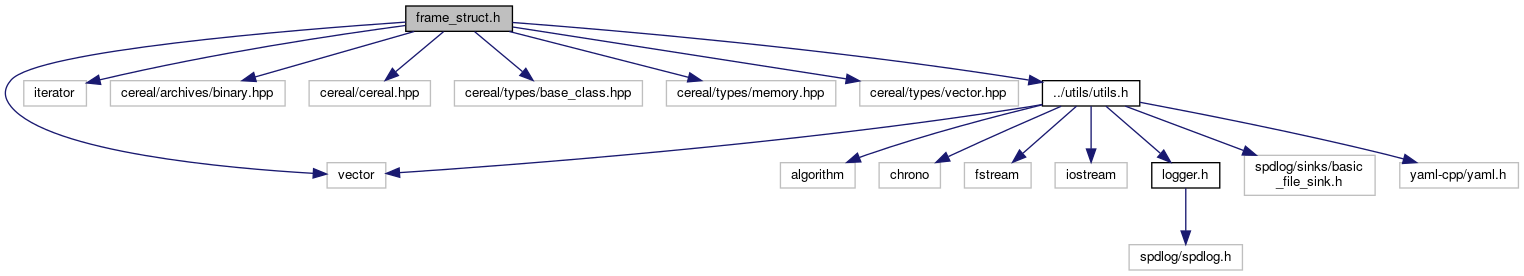 frame_struct.h
iterator
cereal/archives/binary.hpp
cereal/cereal.hpp
cereal/types/base_class.hpp
cereal/types/memory.hpp
cereal/types/vector.hpp
../utils/utils.h
vector
algorithm
chrono
fstream
iostream
logger.h
spdlog/sinks/basic
_file_sink.h
yaml-cpp/yaml.h
spdlog/spdlog.h